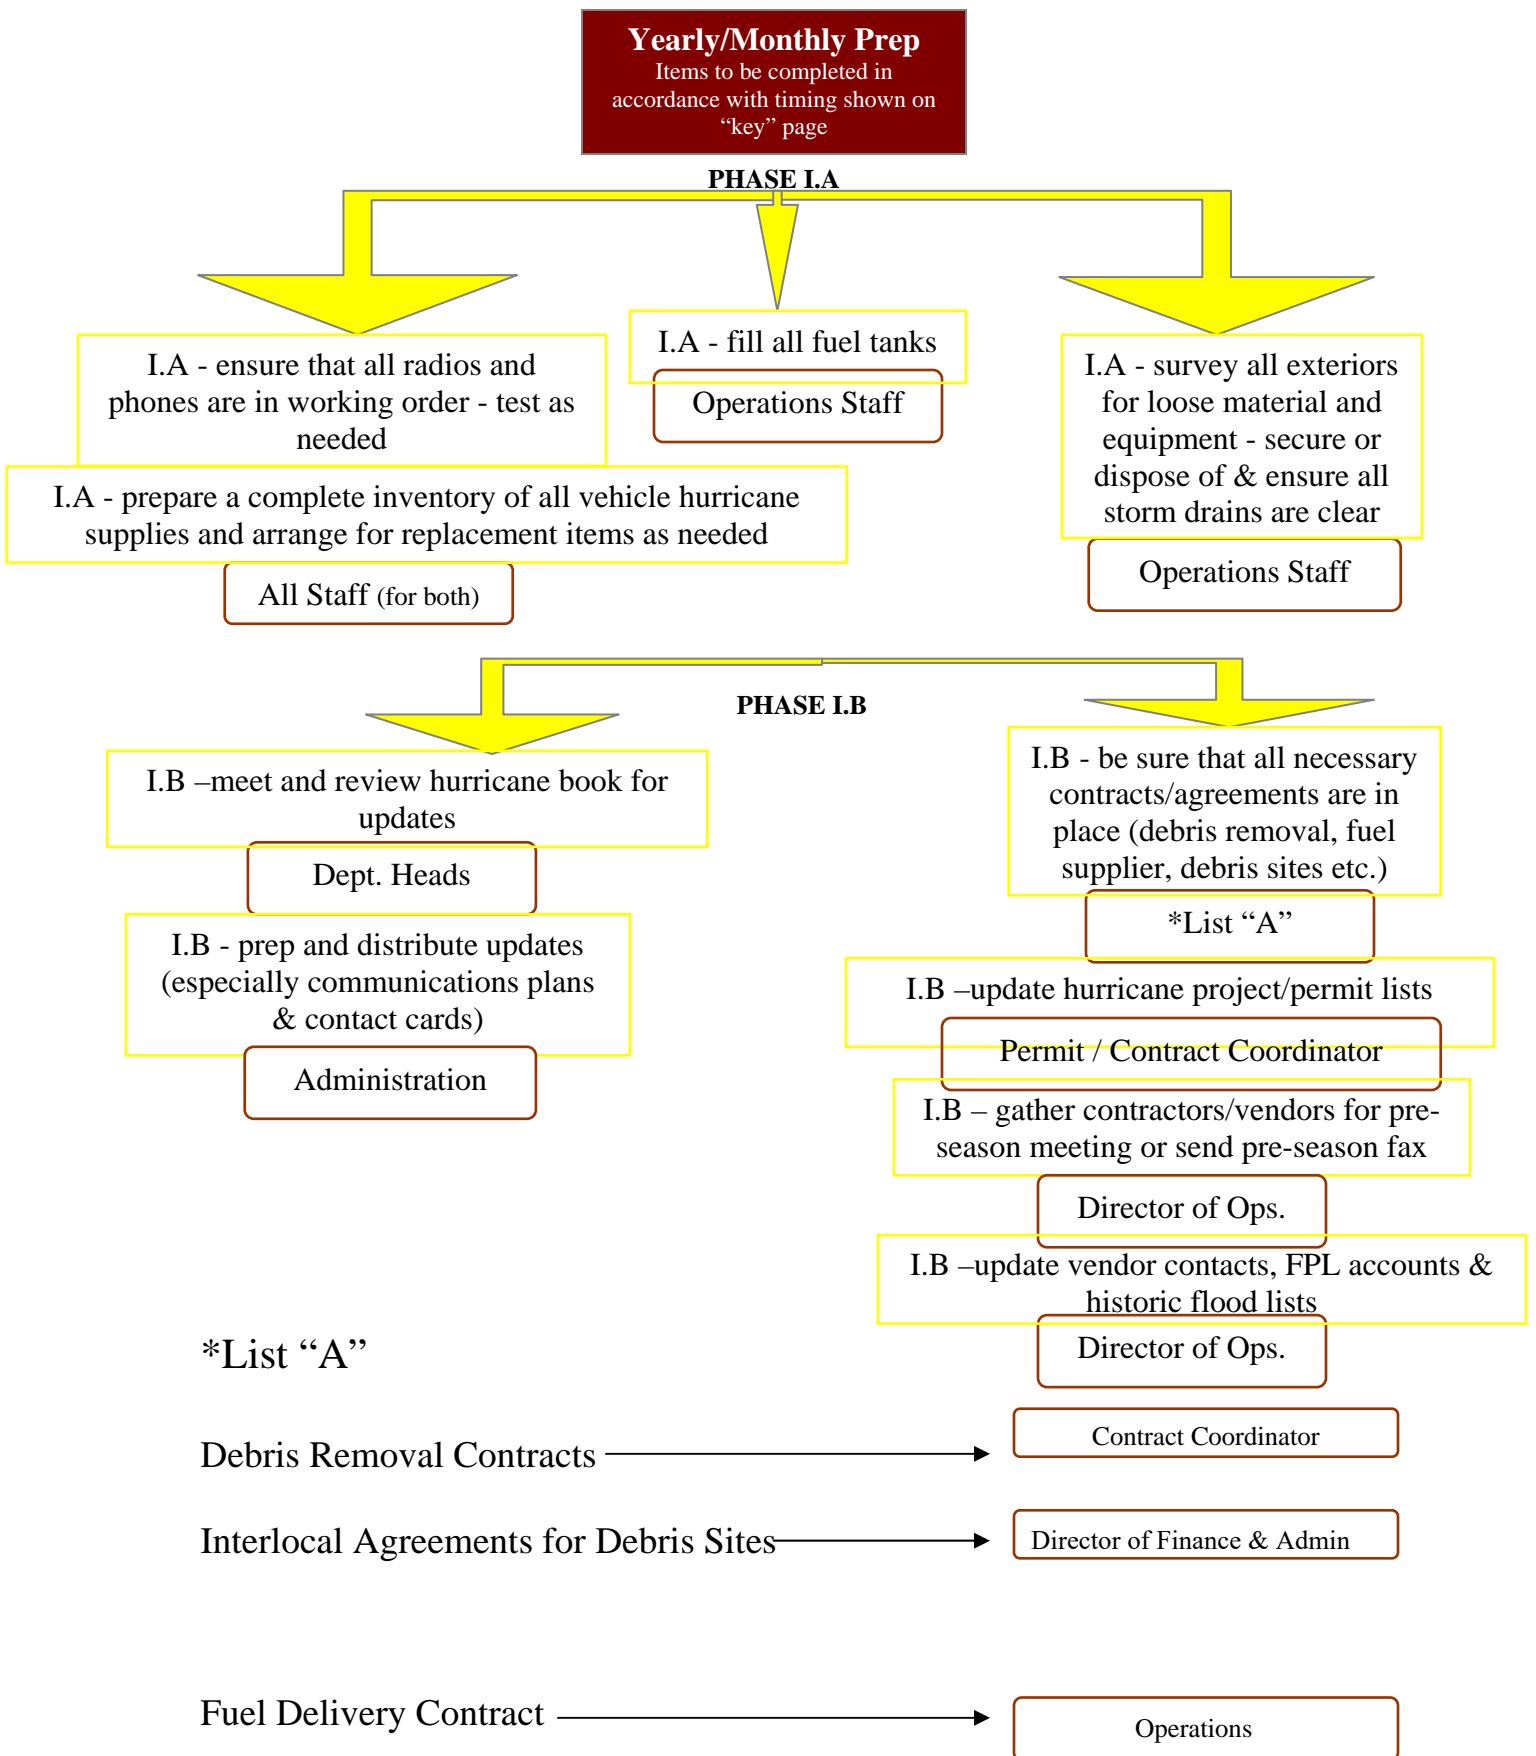 Yearly/Monthly Prep
Items to be completed in
accordance with timing shown on
“key” page
PHASE I.A
I.A - ensure that all radios and
phones are in working order - test as
needed
I.A - prepare a complete inventory of all vehicle hurricane
supplies and arrange for replacement items as needed
All Staff (for both)
I.A - fill all fuel tanks
Operations Staff
I.A - survey all exteriors
for loose material and
equipment - secure or
dispose of & ensure all
storm drains are clear
Operations Staff
PHASE I.B
I.B –meet and review hurricane book for
updates
Dept. Heads
I.B - prep and distribute updates
(especially communications plans
& contact cards)
Administration
I.B - be sure that all necessary
contracts/agreements are in
place (debris removal, fuel
supplier, debris sites etc.)
*List “A”
I.B –update hurricane project/permit lists
Permit / Contract Coordinator
I.B – gather contractors/vendors for pre-
season meeting or send pre-season fax
Director of Ops.
I.B –update vendor contacts, FPL accounts &
historic flood lists
Director of Ops.
*List “A”
Debris Removal Contracts
Contract Coordinator
Interlocal Agreements for Debris Sites
Director of Finance & Admin
Fuel Delivery Contract
Operations